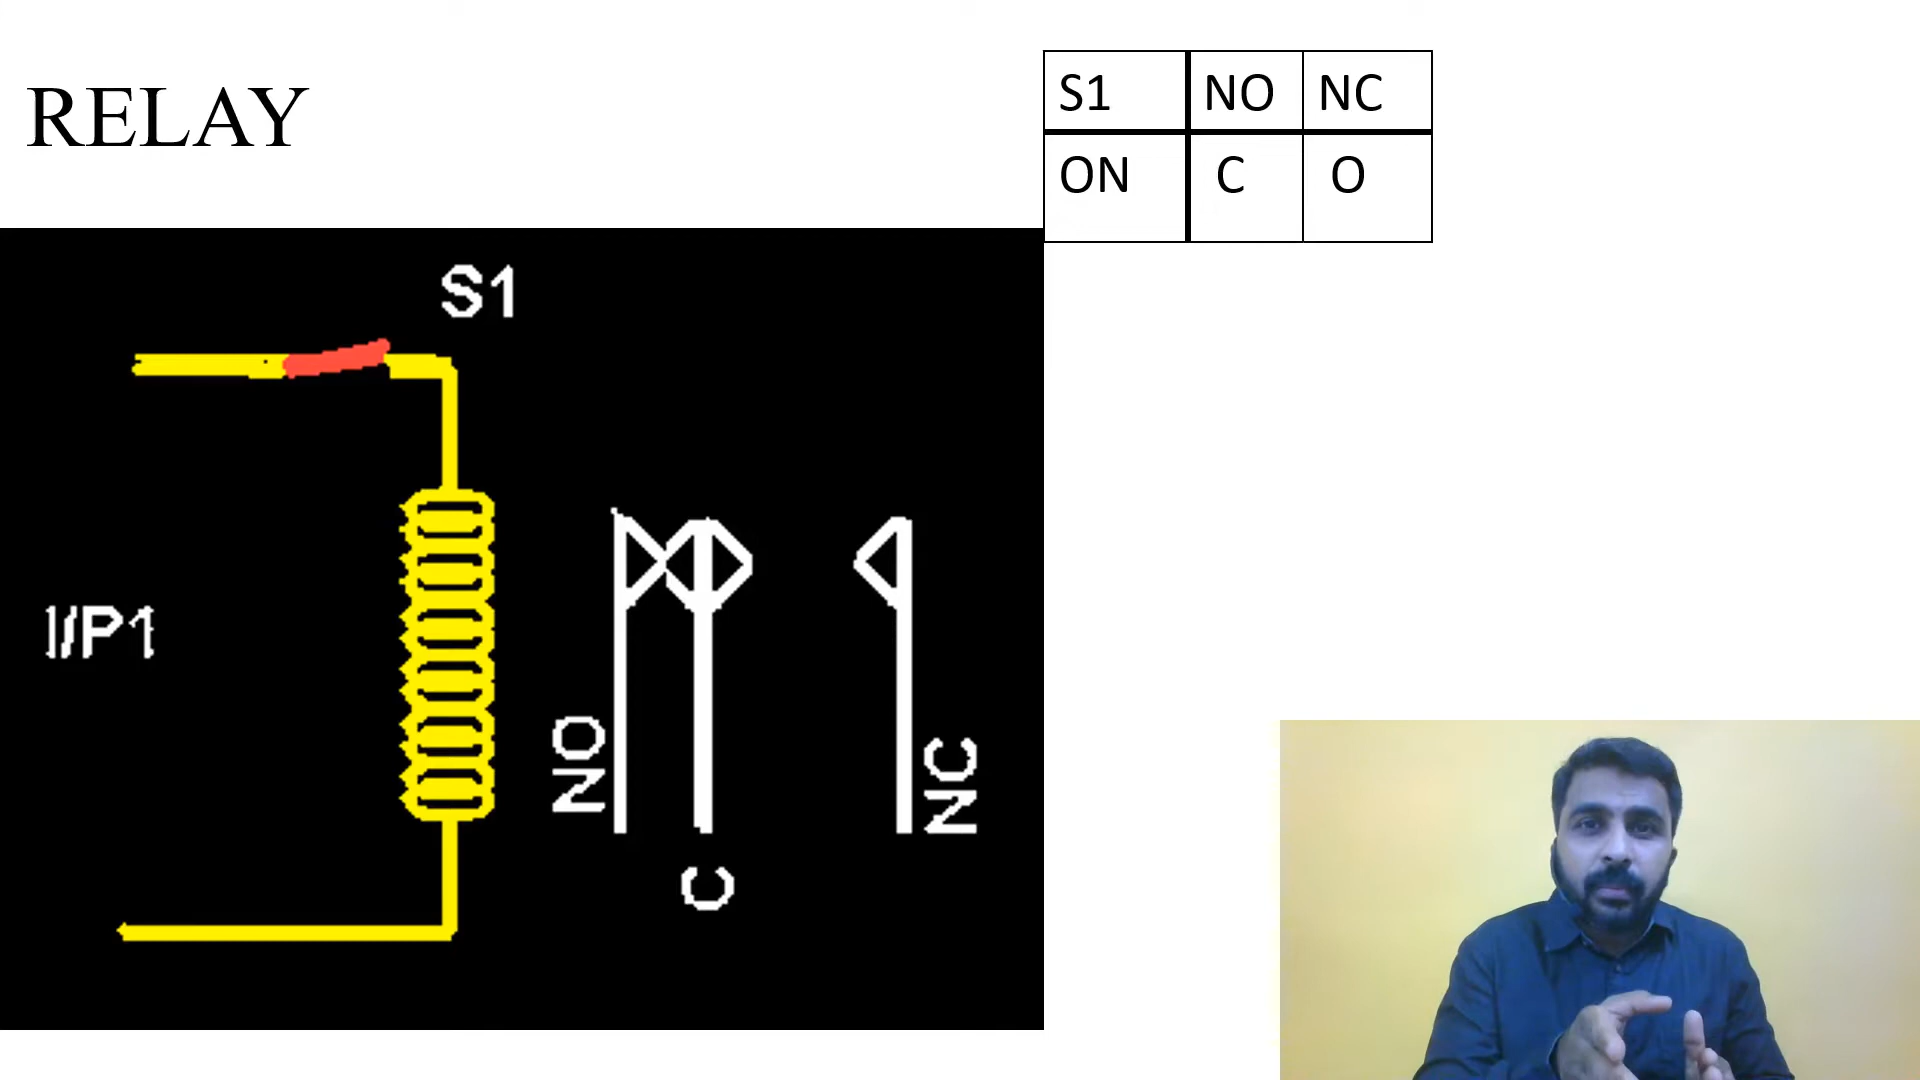 RELAY
S1 NO NC
ON C O
S1
I/P1
NO
NC
C